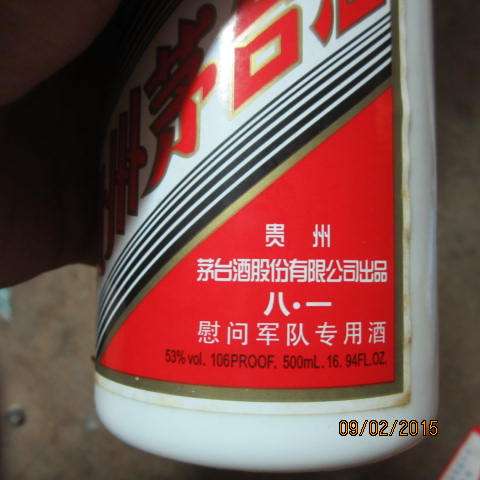 州茅台酒
贵 州
茅台酒股份有限公司出品
八·一
慰问军队专用酒
53% vol. 106PROOF. 500mL. 16. 94FL.OZ.
09/02/2015